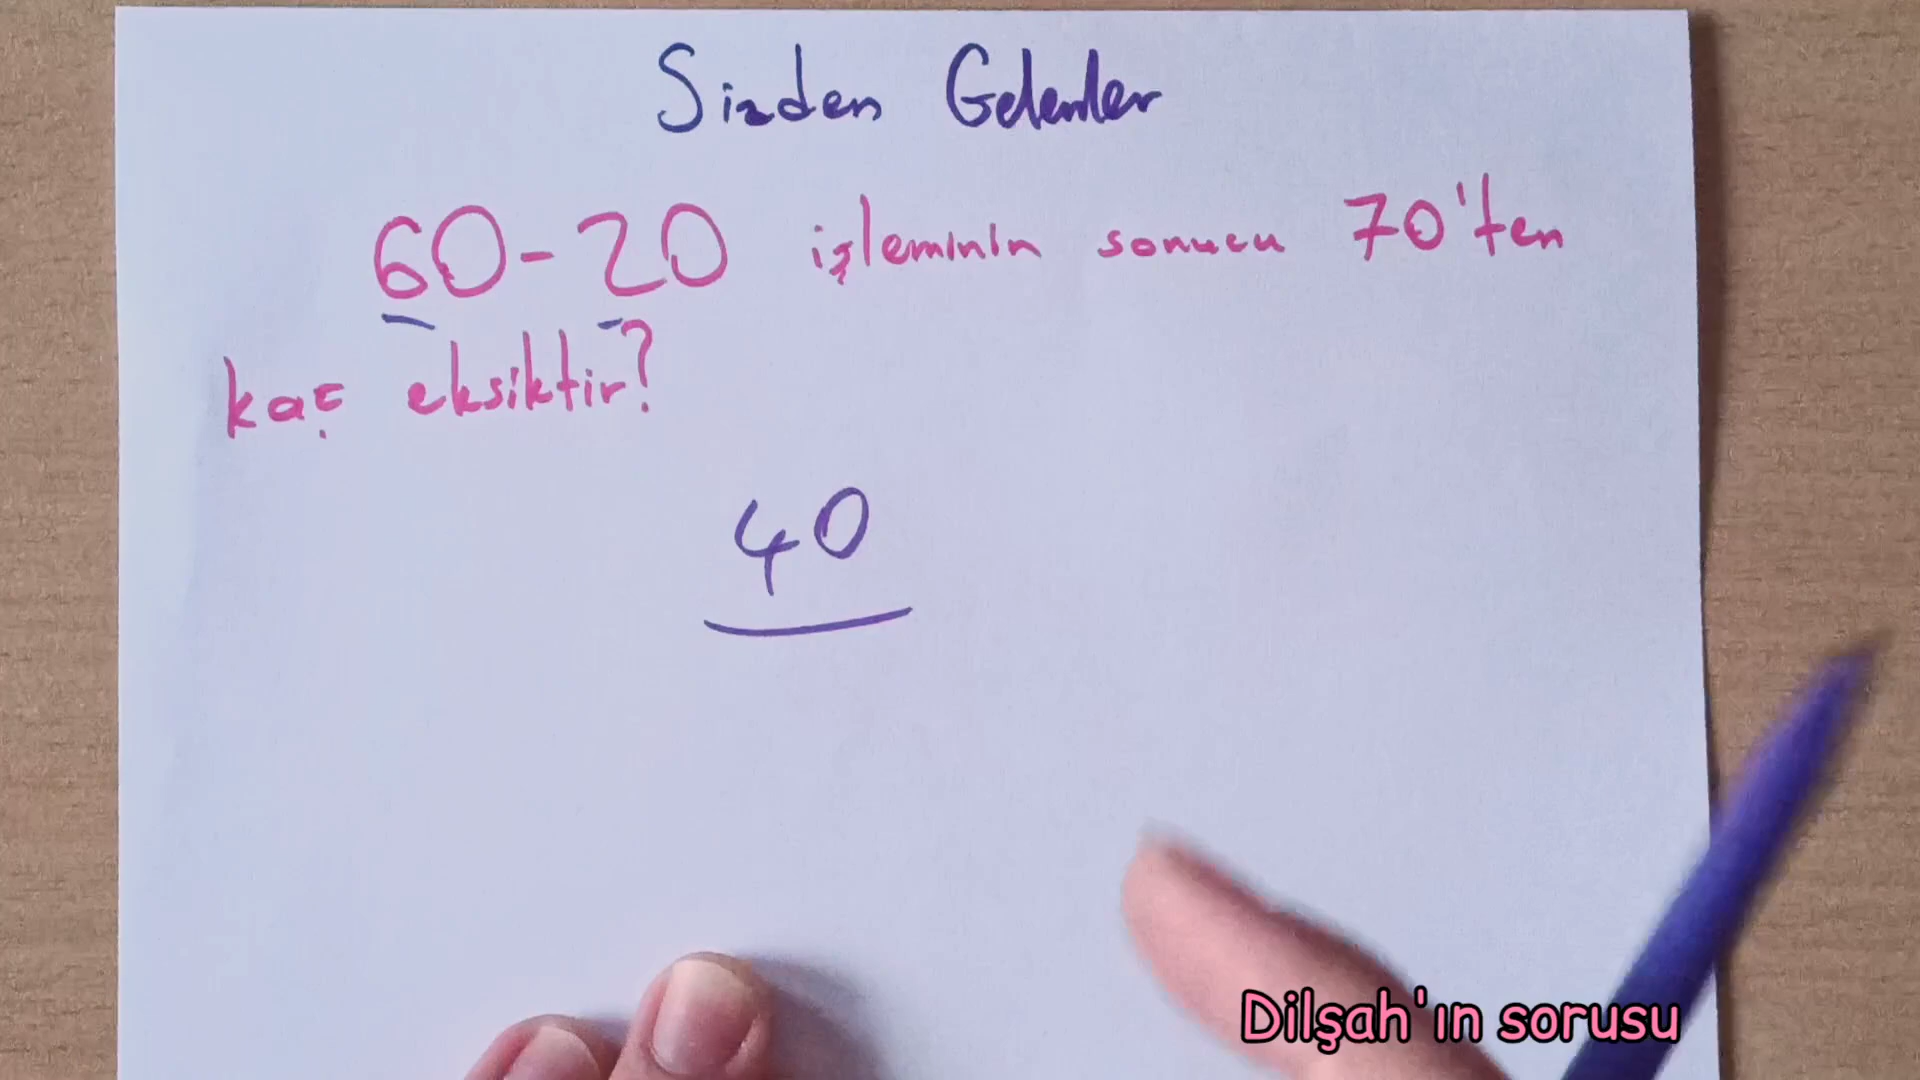 Sizden Gelenler
60-20 işleminin sonucu 70'ten
kaç eksiktir?
40
Dilşah'ın sorusu